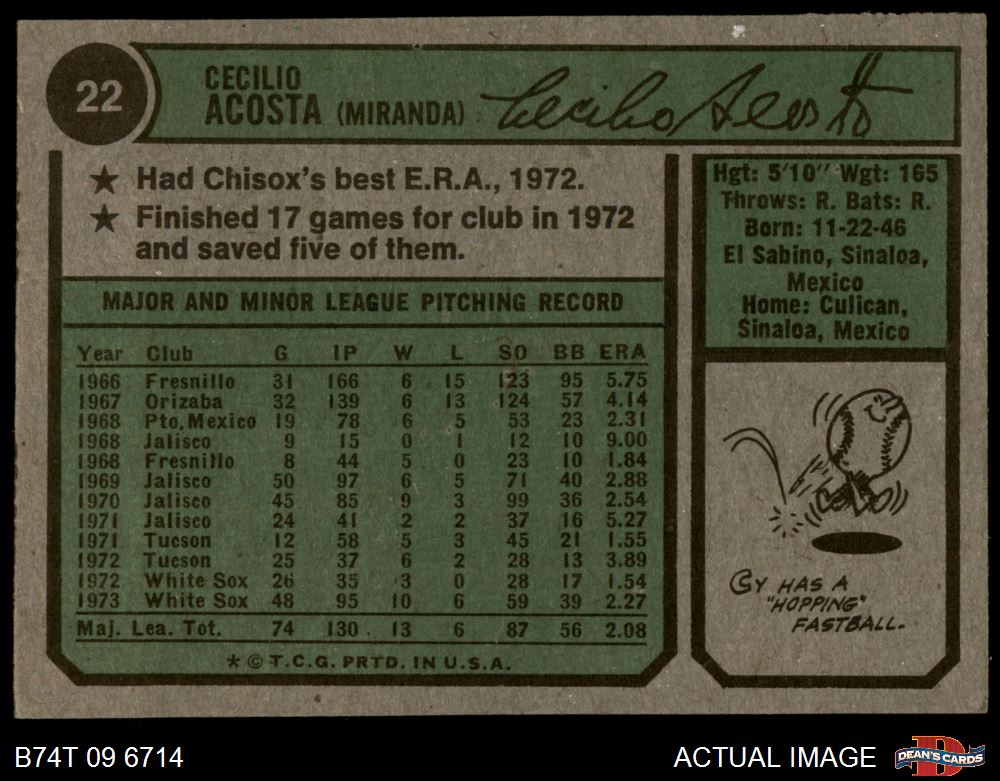 22
CECILIO
ACOSTA (MIRANDA)
Cecilio Acosta
★ Had Chisox's best E.R.A., 1972.
★ Finished 17 games for club in 1972
and saved five of them.
Hgt: 5'10" Wgt: 165
Throws: R. Bats: R.
Born: 11-22-46
El Sabino, Sinaloa,
Mexico
Home: Culican,
Sinaloa, Mexico
MAJOR AND MINOR LEAGUE PITCHING RECORD
Year Club G IP W L SO BB ERA
1966 Fresnillo 31 166 6 15 123 95 5.75
1967 Orizaba 32 139 6 13 124 57 4.14
1968 Pto. Mexico 19 78 6 5 53 23 2.31
1968 Jalisco 9 15 0 1 12 10 9.00
1968 Fresnillo 8 44 5 0 23 10 1.84
1969 Jalisco 50 97 6 5 71 40 2.88
1970 Jalisco 45 85 9 3 99 36 2.54
1971 Jalisco 24 41 2 2 37 16 5.27
1971 Tucson 12 58 5 3 45 21 1.55
1972 Tucson 25 37 6 2 28 13 3.89
1972 White Sox 26 35 3 0 28 17 1.54
1973 White Sox 48 95 10 6 59 39 2.27
Maj. Lea. Tot. 74 130 13 6 87 56 2.08
* © T.C.G. PRTD. IN U.S.A.
CY HAS A
"HOPPING"
FASTBALL.
B74T 09 6714
ACTUAL IMAGE
D
DEAN'S CARDS